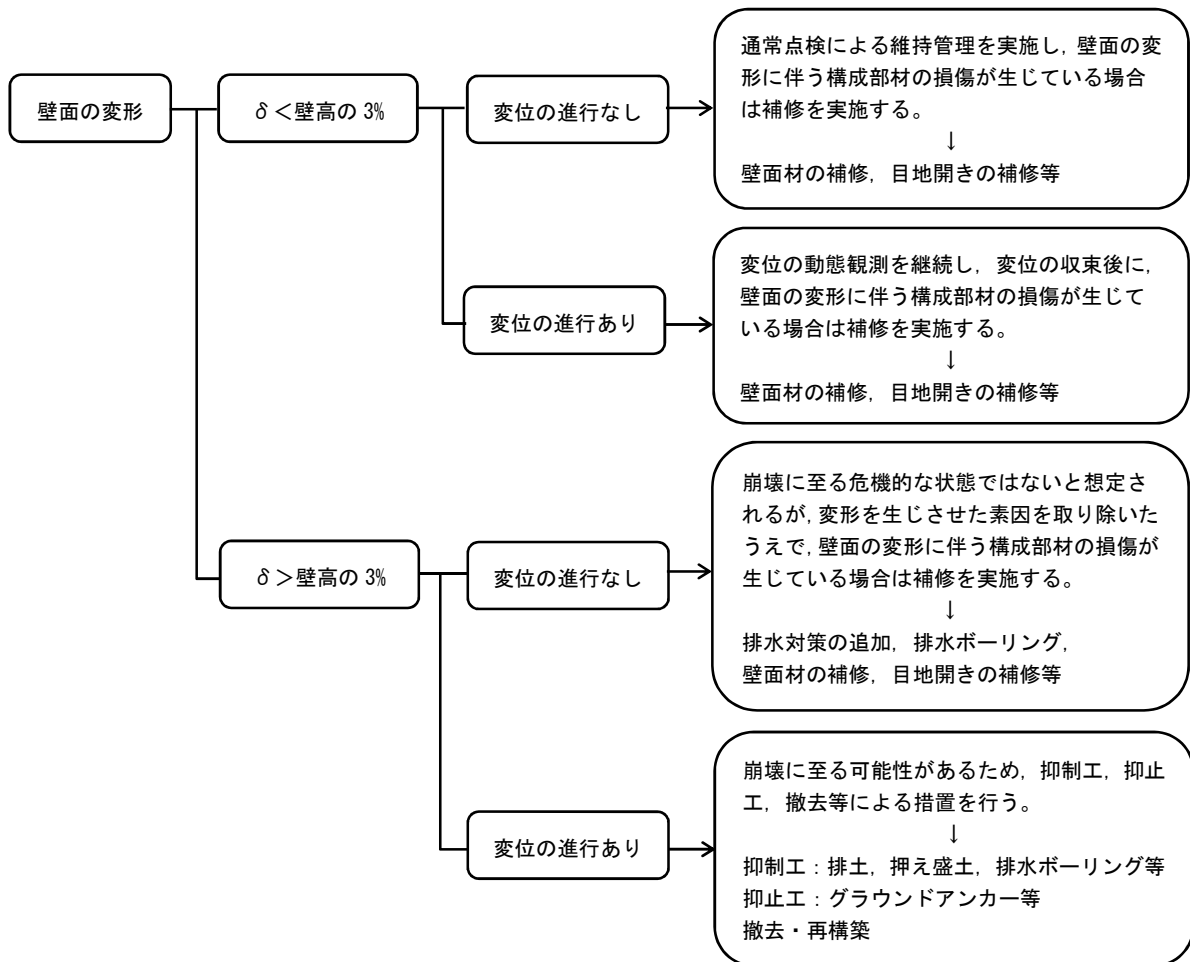 壁面の変形
δ＜壁高の 3%
変位の進行なし
通常点検による維持管理を実施し，壁面の変
形に伴う構成部材の損傷が生じている場合
は補修を実施する。
↓
壁面材の補修，目地開きの補修等
変位の進行あり
変位の動態観測を継続し，変位の収束後に，
壁面の変形に伴う構成部材の損傷が生じて
いる場合は補修を実施する。
↓
壁面材の補修，目地開きの補修等
δ＞壁高の 3%
変位の進行なし
崩壊に至る危機的な状態ではないと想定さ
れるが，変形を生じさせた素因を取り除いた
うえで，壁面の変形に伴う構成部材の損傷が
生じている場合は補修を実施する。
↓
排水対策の追加，排水ボーリング，
壁面材の補修，目地開きの補修等
変位の進行あり
崩壊に至る可能性があるため，抑制工，抑止
工，撤去等による措置を行う。
↓
抑制工：排土，押え盛土，排水ボーリング等
抑止工：グラウンドアンカー等
撤去・再構築